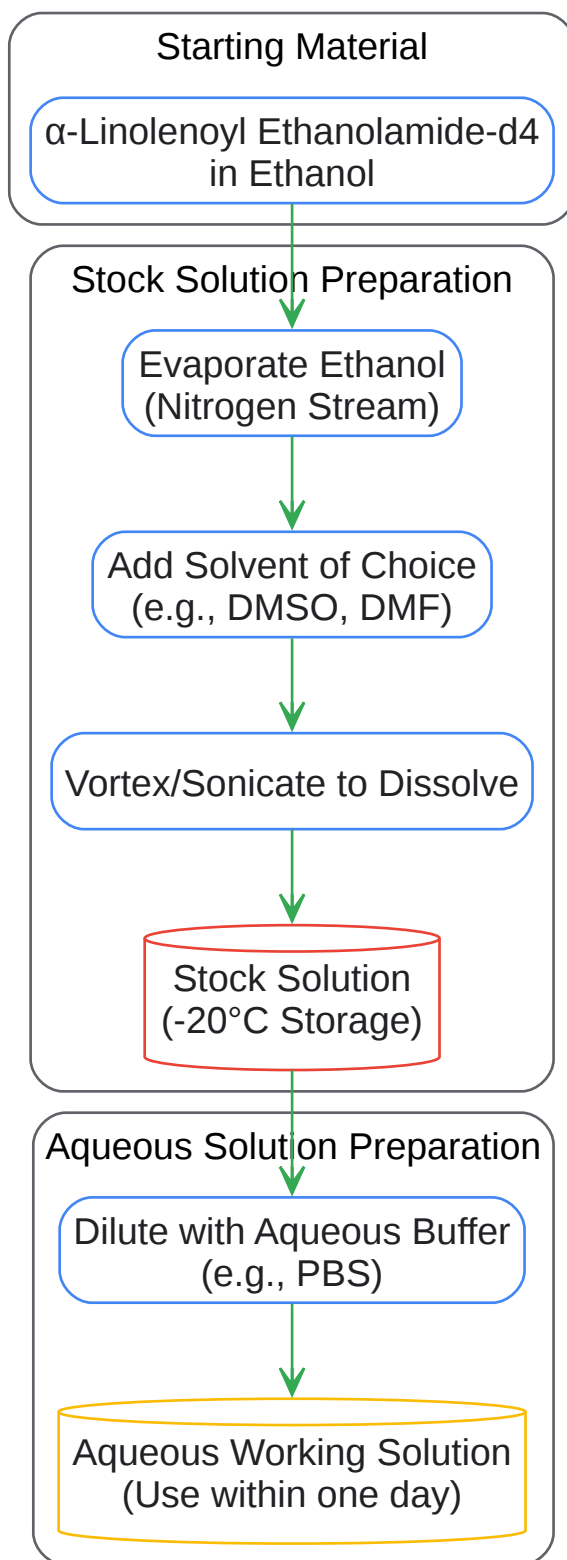 Starting Material
α-Linolenoyl Ethanolamide-d4
in Ethanol
Stock Solution Preparation
Evaporate Ethanol
(Nitrogen Stream)
Add Solvent of Choice
(e.g., DMSO, DMF)
Vortex/Sonicate to Dissolve
Stock Solution
(-20°C Storage)
Aqueous Solution Preparation
Dilute with Aqueous Buffer
(e.g., PBS)
Aqueous Working Solution
(Use within one day)